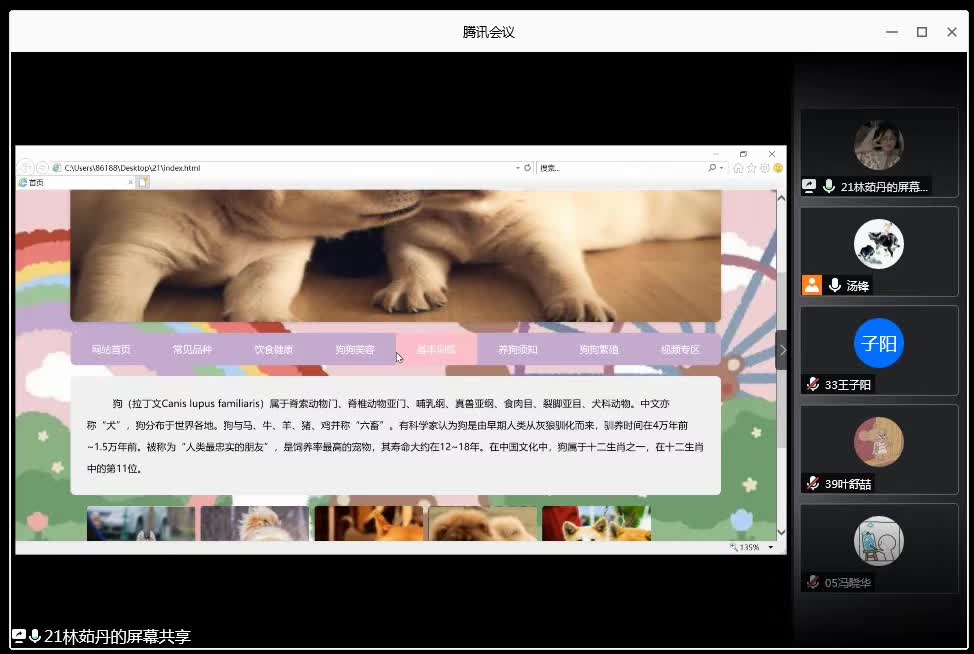 腾讯会议
C:\Users\86188\Desktop\21\index.html
搜索...
首页
网站首页
常见品种
饮食健康
狗狗美容
基本训练
养狗须知
狗狗繁殖
视频专区
狗（拉丁文Canis lupus familiaris）属于脊索动物门、脊椎动物亚门、哺乳纲、真兽亚纲、食肉目、裂脚亚目、犬科动物。中文亦
称“犬”，狗分布于世界各地。狗与马、牛、羊、猪、鸡并称“六畜”。有科学家认为狗是由早期人类从灰狼驯化而来，驯养时间在4万年前
~1.5万年前。被称为“人类最忠实的朋友”，是饲养率最高的宠物，其寿命大约在12~18年。在中国文化中，狗属于十二生肖之一，在十二生肖
中的第11位。
135%
21林茹丹的屏幕...
汤锋
子阳
33王子阳
39叶舒喆
05冯晓华
21林茹丹的屏幕共享